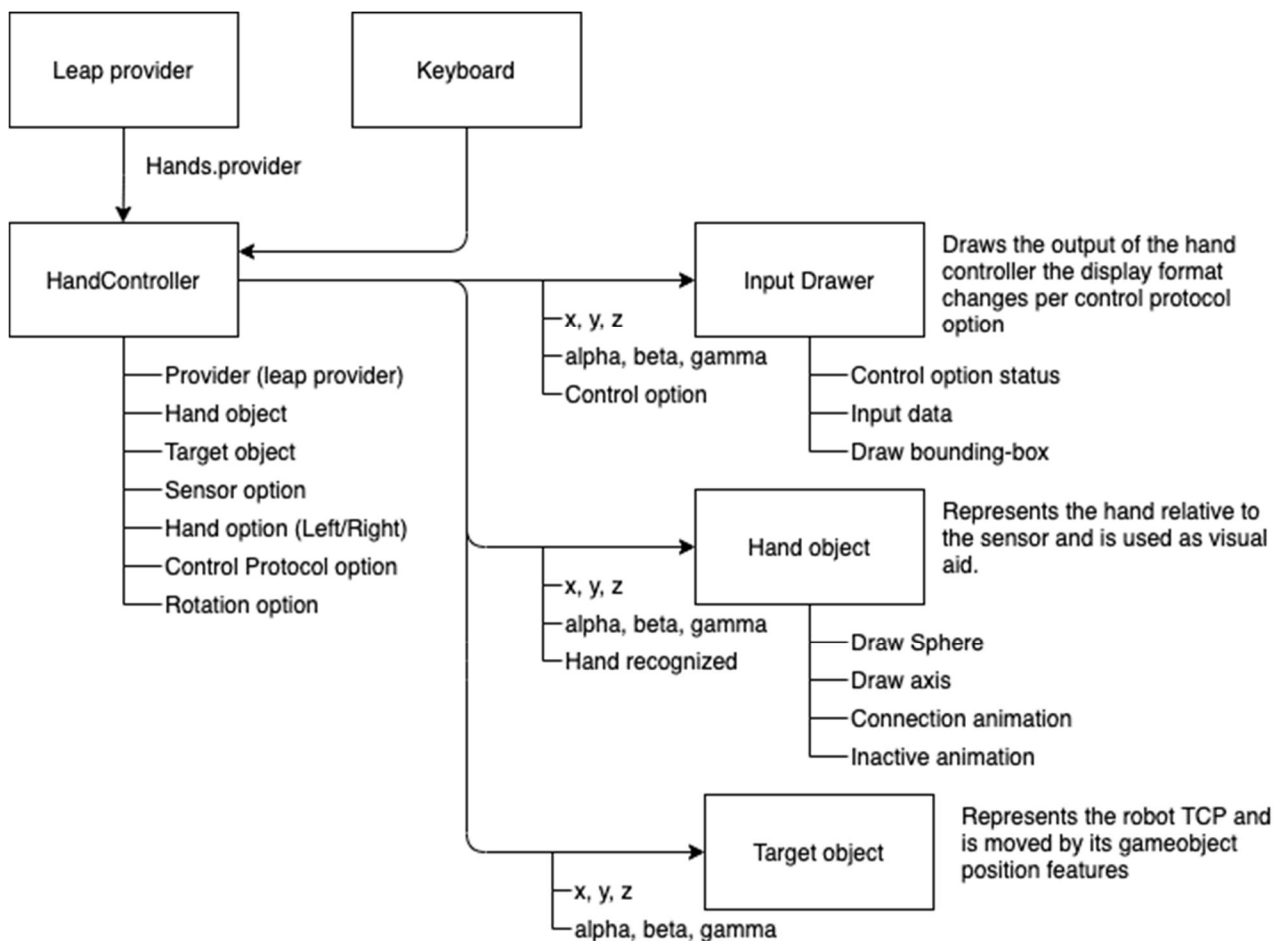 Leap provider
Keyboard
Hands.provider
HandController
Provider (leap provider)
Hand object
Target object
Sensor option
Hand option (Left/Right)
Control Protocol option
Rotation option
x, y, z
alpha, beta, gamma
Control option
Input Drawer
Draws the output of the hand
controller the display format
changes per control protocol
option
Control option status
Input data
Draw bounding-box
x, y, z
alpha, beta, gamma
Hand recognized
Hand object
Represents the hand relative to
the sensor and is used as visual
aid.
Draw Sphere
Draw axis
Connection animation
Inactive animation
x, y, z
alpha, beta, gamma
Target object
Represents the robot TCP and
is moved by its gameobject
position features